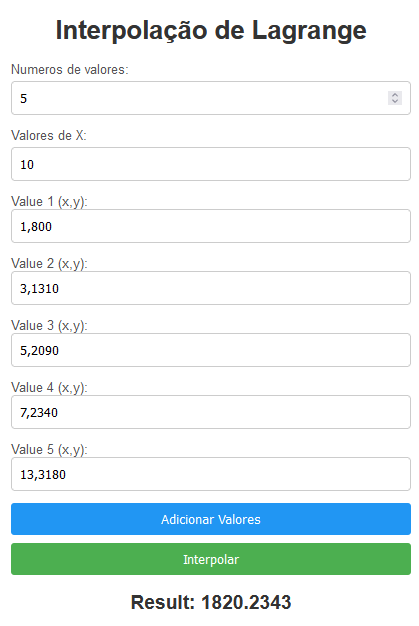 Interpolação de Lagrange
Numeros de valores:
5
Valores de X:
10
Value 1 (x,y):
1,800
Value 2 (x,y):
3,1310
Value 3 (x,y):
5,2090
Value 4 (x,y):
7,2340
Value 5 (x,y):
13,3180
Adicionar Valores
Interpolar
Result: 1820.2343